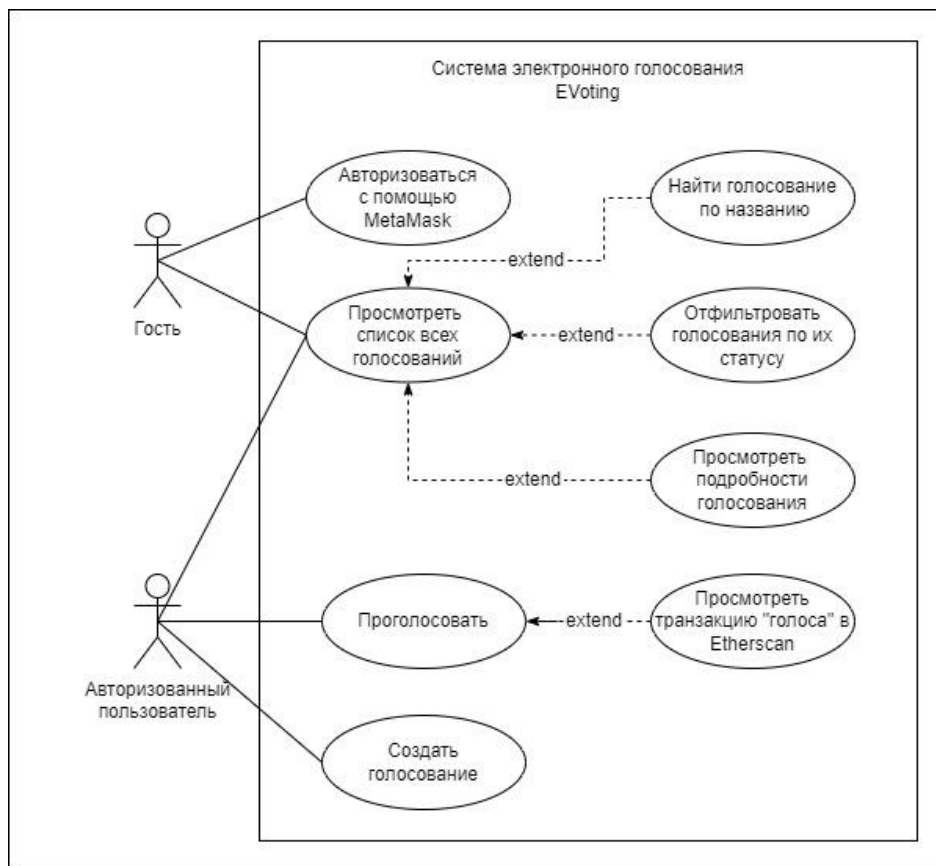 Система электронного голосования
EVoting
Авторизоваться
с помощью
MetaMask
Найти голосование
по названию
extend
Гость
Просмотреть
список всех
голосований
extend
Отфильтровать
голосования по их
статусу
extend
Просмотреть
подробности
голосования
Авторизованный
пользователь
Проголосовать
extend
Просмотреть
транзакцию "голоса" в
Etherscan
Создать
голосование